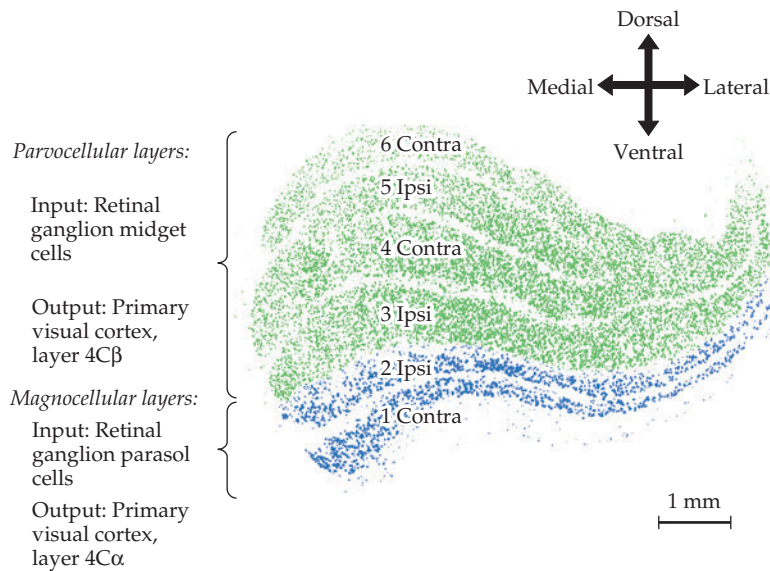 Dorsal
Medial
Lateral
Ventral
Parvocellular layers:
Input: Retinal
ganglion midget
cells
Output: Primary
visual cortex,
layer 4Cβ
Magnocellular layers:
Input: Retinal
ganglion parasol
cells
Output: Primary
visual cortex,
layer 4Cα
6 Contra
5 Ipsi
4 Contra
3 Ipsi
2 Ipsi
1 Contra
1 mm